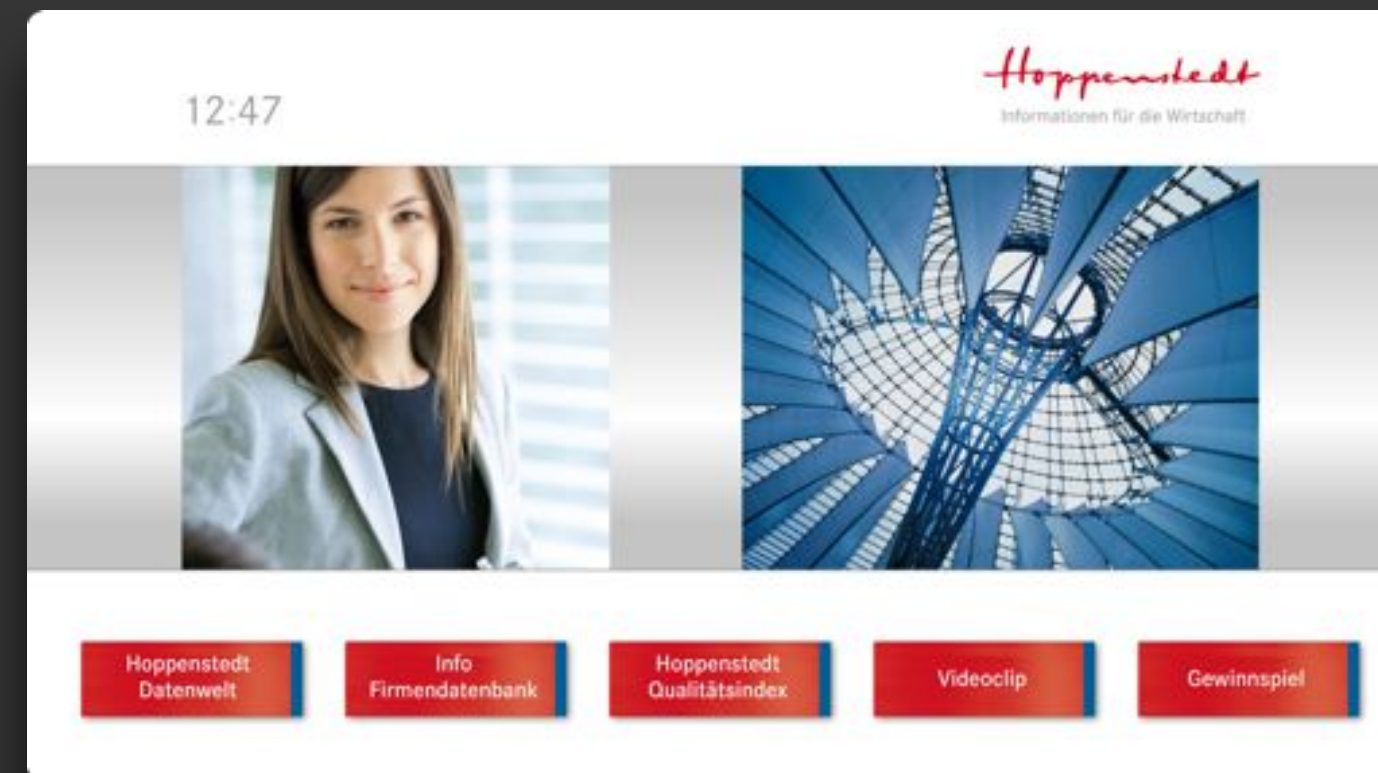 12:47
Hoppenstedt
Informationen für die Wirtschaft
Hoppenstedt
Datenwelt
Info
Firmendatenbank
Hoppenstedt
Qualitätsindex
Videoclip
Gewinnspiel